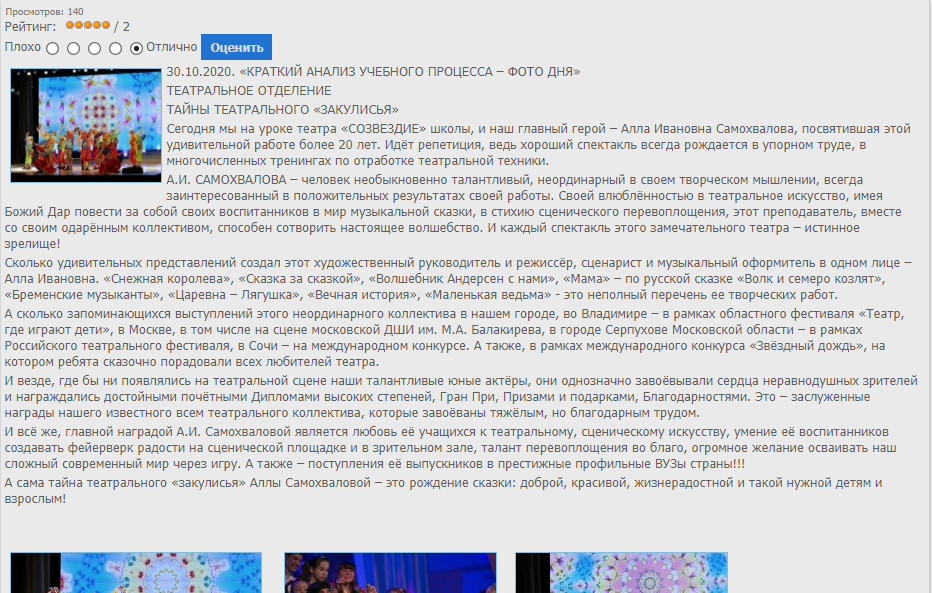 Просмотров: 140
Рейтинг: / 2
Плохо Отлично Оценить
30.10.2020. «КРАТКИЙ АНАЛИЗ УЧЕБНОГО ПРОЦЕССА – ФОТО ДНЯ»
ТЕАТРАЛЬНОЕ ОТДЕЛЕНИЕ
ТАЙНЫ ТЕАТРАЛЬНОГО «ЗАКУЛИСЬЯ»
Сегодня мы на уроке театра «СОЗВЕЗДИЕ» школы, и наш главный герой – Алла Ивановна Самохвалова, посвятившая этой
удивительной работе более 20 лет. Идёт репетиция, ведь хороший спектакль всегда рождается в упорном труде, в
многочисленных тренингах по отработке театральной техники.
А.И. САМОХВАЛОВА – человек необыкновенно талантливый, неординарный в своем творческом мышлении, всегда
заинтересованный в положительных результатах своей работы. Своей влюблённостью в театральное искусство, имея
Божий Дар повести за собой своих воспитанников в мир музыкальной сказки, в стихию сценического перевоплощения, этот преподаватель, вместе
со своим одарённым коллективом, способен сотворить настоящее волшебство. И каждый спектакль этого замечательного театра – истинное
зрелище!
Сколько удивительных представлений создал этот художественный руководитель и режиссёр, сценарист и музыкальный оформитель в одном лице –
Алла Ивановна. «Снежная королева», «Сказка за сказкой», «Волшебник Андерсен с нами», «Мама» – по русской сказке «Волк и семеро козлят»,
«Бременские музыканты», «Царевна – Лягушка», «Вечная история», «Маленькая ведьма» - это неполный перечень ее творческих работ.
А сколько запоминающихся выступлений этого неординарного коллектива в нашем городе, во Владимире – в рамках областного фестиваля «Театр,
где играют дети», в Москве, в том числе на сцене московской ДШИ им. М.А. Балакирева, в городе Серпухове Московской области – в рамках
Российского театрального фестиваля, в Сочи – на международном конкурсе. А также, в рамках международного конкурса «Звёздный дождь», на
котором ребята сказочно порадовали всех любителей театра.
И везде, где бы ни появлялись на театральной сцене наши талантливые юные актёры, они однозначно завоёвывали сердца неравнодушных зрителей
и награждались достойными почётными Дипломами высоких степеней, Гран При, Призами и подарками, Благодарностями. Это – заслуженные
награды нашего известного всем театрального коллектива, которые завоёваны тяжёлым, но благодарным трудом.
И всё же, главной наградой А.И. Самохваловой является любовь её учащихся к театральному, сценическому искусству, умение её воспитанников
создавать фейерверк радости на сценической площадке и в зрительном зале, талант перевоплощения во благо, огромное желание осваивать наш
сложный современный мир через игру. А также – поступления её выпускников в престижные профильные ВУЗы страны!!!
А сама тайна театрального «закулисья» Аллы Самохваловой – это рождение сказки: доброй, красивой, жизнерадостной и такой нужной детям и
взрослым!